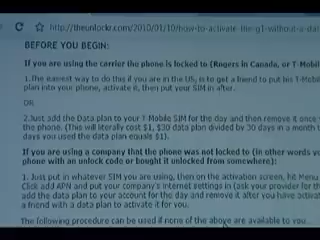 http://theunlockr.com/2010/01/10/how-to-activate-the-g1-without-a-dat
BEFORE YOU BEGIN:
If you are using the carrier the phone is locked to (Rogers in Canada, or T-Mobil
1.The easiest way to do this if you are in the US, is to get a friend to put his T-Mobil
plan into your phone, activate it, then put your SIM in after.
OR
2.Just add the Data plan to your T-Mobile SIM for the day and then remove it once
the phone. (This will literally cost $1, $30 data plan divided by 30 days in a month t
days you used the data plan equals $1).
If you are using a company that the phone was not locked to (in other words yo
phone with an unlock code or bought it unlocked from somewhere):
1. Just put in whatever SIM you are using, then on the activation screen, hit Menu
Click add APN and put your company's internet settings in (ask your provider for th
add the data plan to your account for the day and remove it after you have activat
a friend with a data plan to activate it for you.
The following procedure can be used if none of the above are available to you.